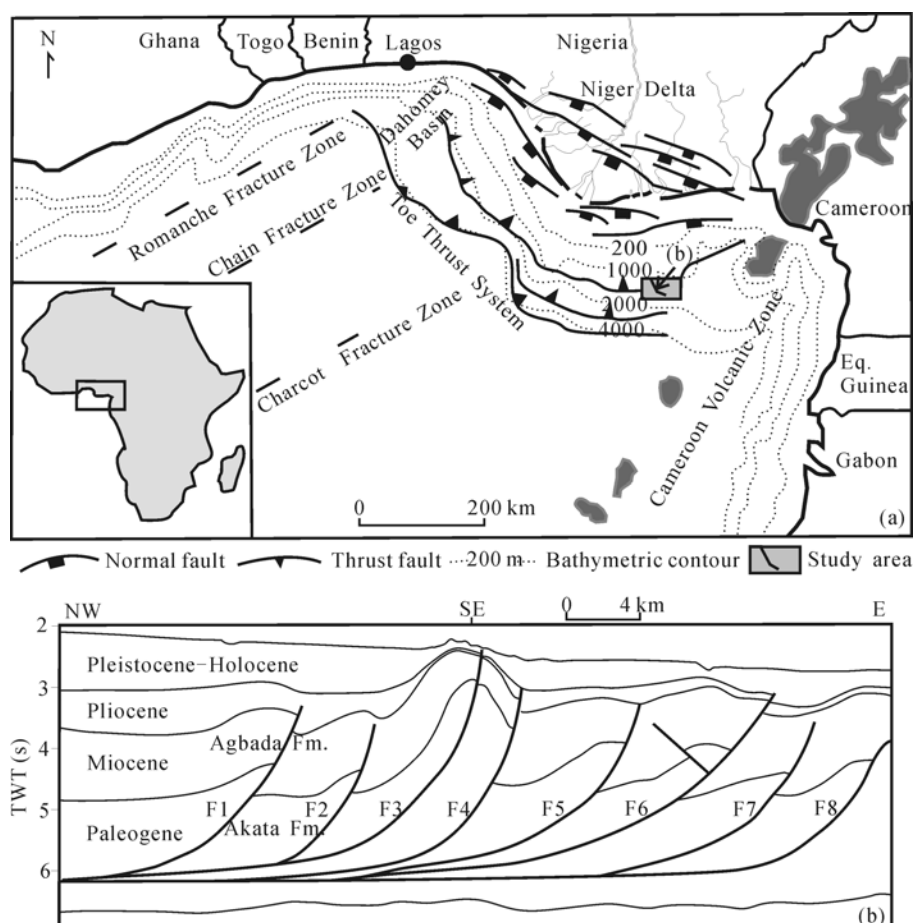 N
Ghana
Togo
Benin
Lagos
Nigeria
Niger Delta
Dahomey
Basin
Romanche Fracture Zone
Chain Fracture Zone
Charcot Fracture Zone
Toe Thrust System
200
1000
2000
4000
(b)
Cameroon
Cameroon Volcanic Zone
Eq.
Guinea
Gabon
0 200 km
(a)
Normal fault Thrust fault 200 m Bathymetric contour Study area
NW SE 0 4 km E
2
Pleistocene-Holocene
3
Pliocene
Agbada Fm.
4
Miocene
TWT (s)
5
F1 F2 F3 F4 F5 F6 F7 F8
Paleogene Akata Fm.
6
(b)